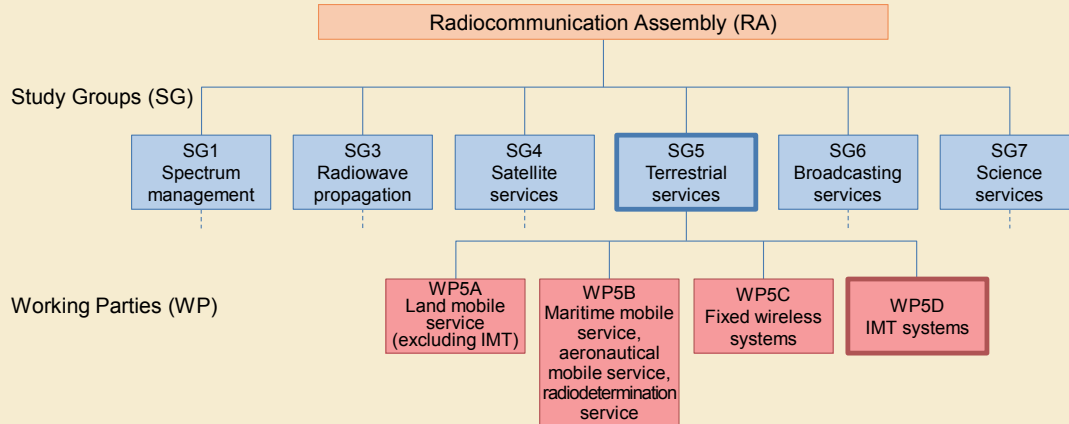 Radiocommunication Assembly (RA)
Study Groups (SG)
SG1
Spectrum
management
SG3
Radiowave
propagation
SG4
Satellite
services
SG5
Terrestrial
services
SG6
Broadcasting
services
SG7
Science
services
Working Parties (WP)
WP5A
Land mobile
service
(excluding IMT)
WP5B
Maritime mobile
service,
aeronautical
mobile service,
radiodetermination
service
WP5C
Fixed wireless
systems
WP5D
IMT systems